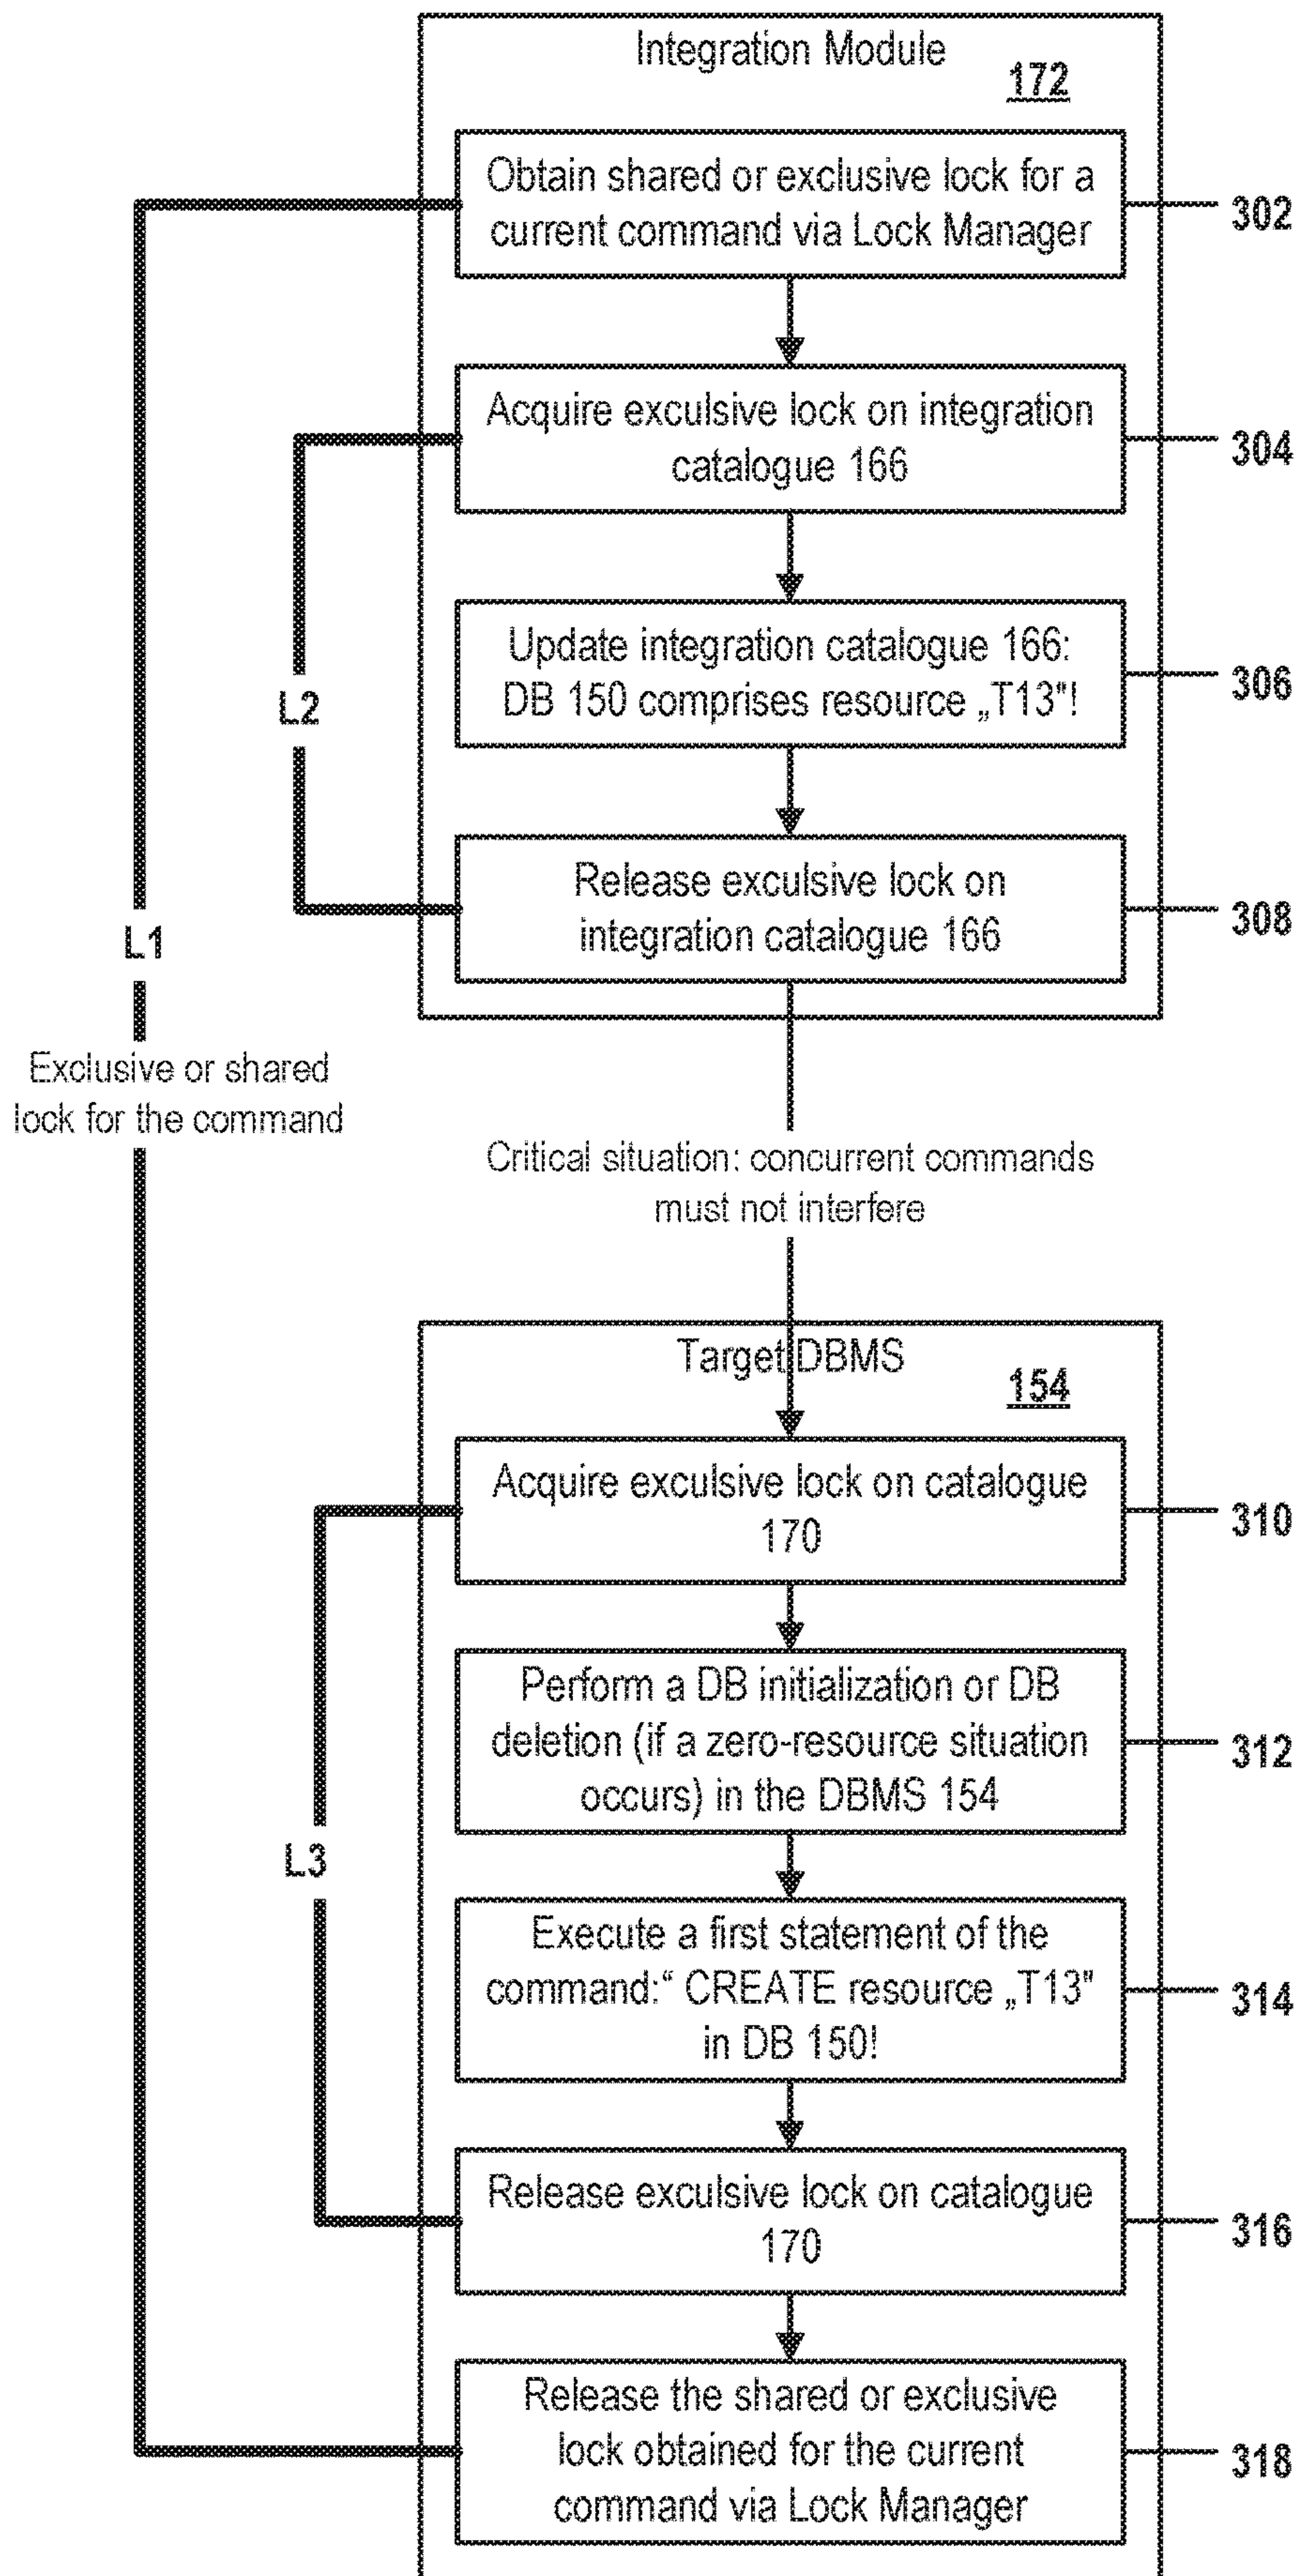 Integration Module
172
Obtain shared or exclusive lock for a
current command via Lock Manager
302
Acquire exculsive lock on integration
catalogue 166
304
Update integration catalogue 166:
DB 150 comprises resource „T13"!
306
L2
Release exculsive lock on
integration catalogue 166
308
L1
Exclusive or shared
lock for the command
Critical situation: concurrent commands
must not interfere
Target DBMS
154
Acquire exculsive lock on catalogue
170
310
Perform a DB initialization or DB
deletion (if a zero-resource situation
occurs) in the DBMS 154
312
L3
Execute a first statement of the
command:“ CREATE resource „T13"
in DB 150!
314
Release exculsive lock on catalogue
170
316
Release the shared or exclusive
lock obtained for the current
command via Lock Manager
318